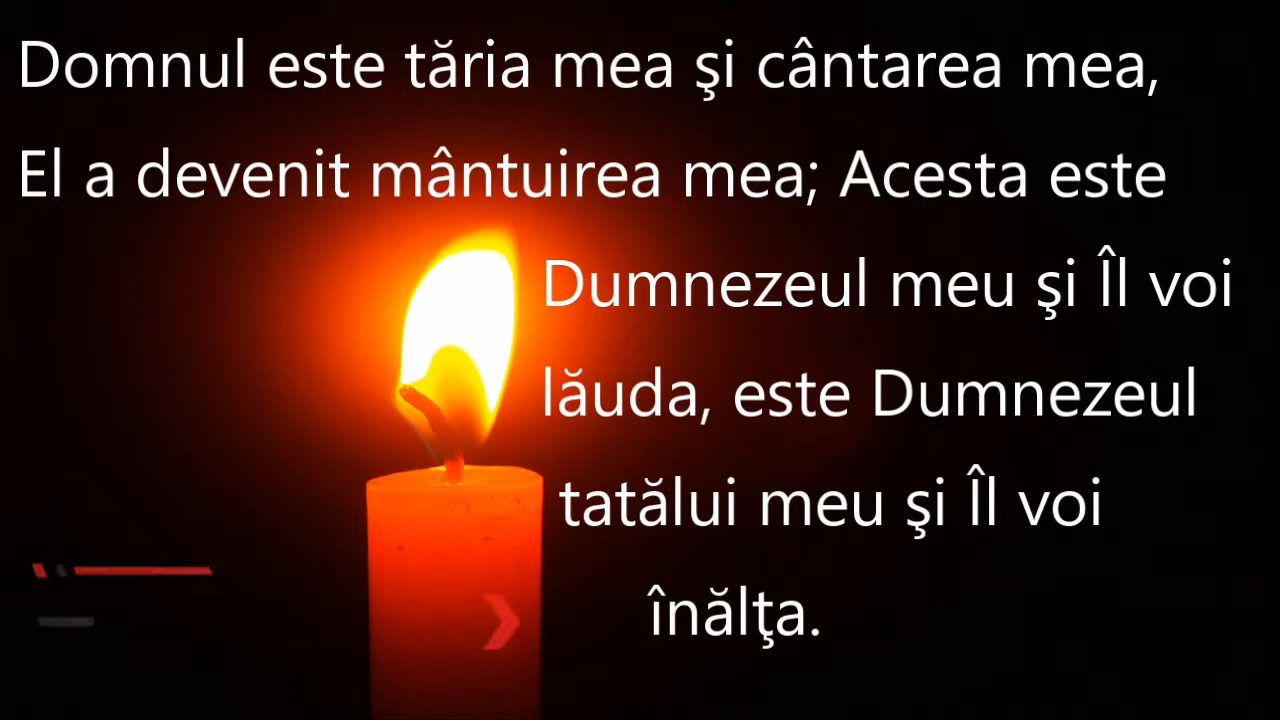 Domnul este tăria mea şi cântarea mea,
El a devenit mântuirea mea; Acesta este
Dumnezeul meu şi Îl voi
lăuda, este Dumnezeul
tatălui meu şi Îl voi
înălţa.